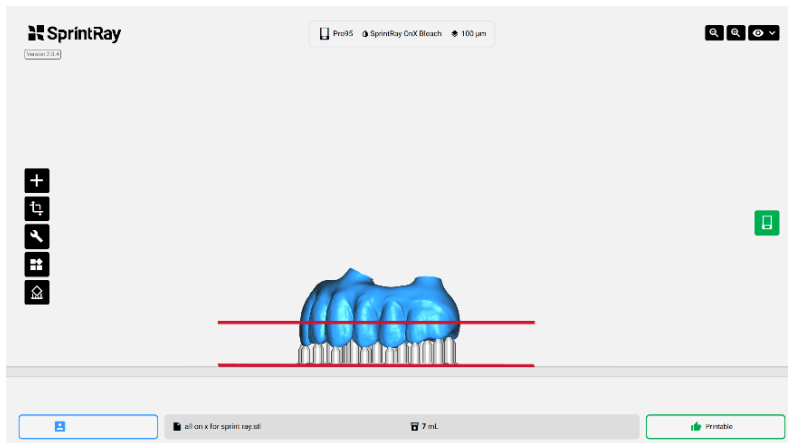 SprintRay
Version 2.8.4
Pro95 SprintRay OnX Bleach 100 µm
all on x for sprint ray.stl
7 mL
Printable